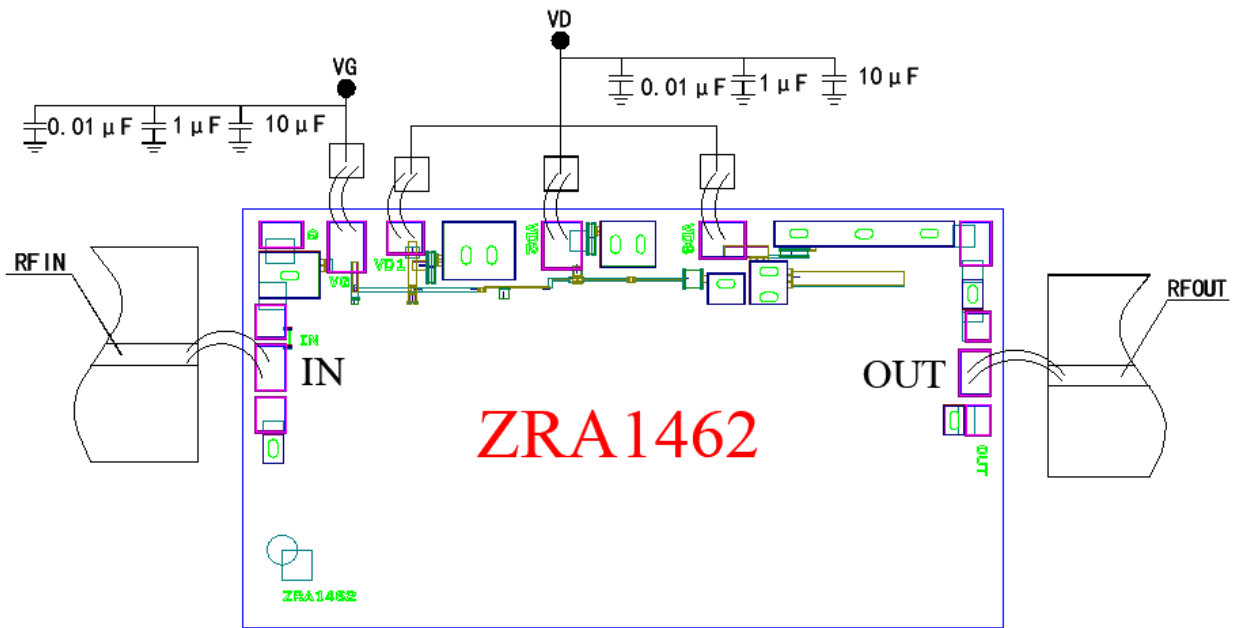 VD
VG
0.01μF
1μF
10μF
0.01μF
1μF
10μF
G
VG
VD1
VD2
VD3
RFIN
RFOUT
IN
IN
OUT
ZRA1462
OUT
ZRA1462